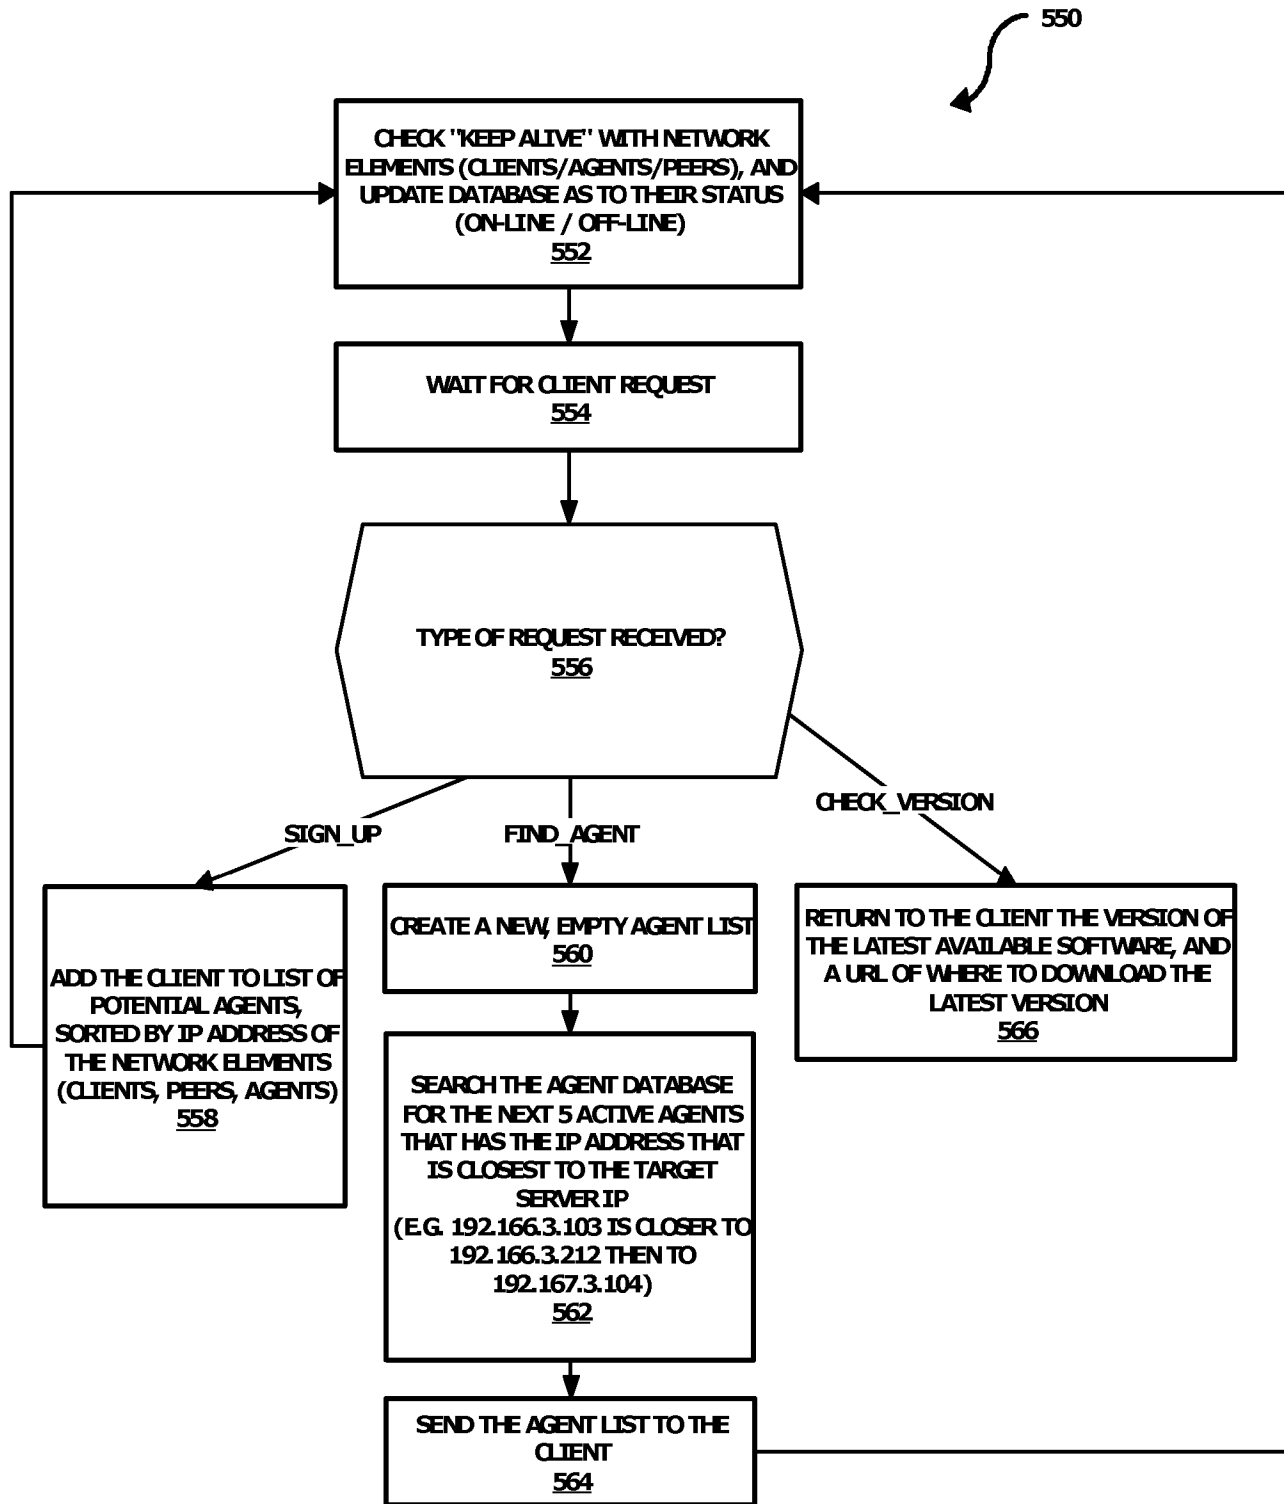 550
CHECK "KEEP ALIVE" WITH NETWORK
ELEMENTS (CLIENTS/AGENTS/PEERS), AND
UPDATE DATABASE AS TO THEIR STATUS
(ON-LINE / OFF-LINE)
552
WAIT FOR CLIENT REQUEST
554
TYPE OF REQUEST RECEIVED?
556
SIGN_UP
FIND_AGENT
CHECK_VERSION
ADD THE CLIENT TO LIST OF
POTENTIAL AGENTS,
SORTED BY IP ADDRESS OF
THE NETWORK ELEMENTS
(CLIENTS, PEERS, AGENTS)
558
CREATE A NEW, EMPTY AGENT LIST
560
SEARCH THE AGENT DATABASE
FOR THE NEXT 5 ACTIVE AGENTS
THAT HAS THE IP ADDRESS THAT
IS CLOSEST TO THE TARGET
SERVER IP
(E.G. 192.166.3.103 IS CLOSER TO
192.166.3.212 THEN TO
192.167.3.104)
562
SEND THE AGENT LIST TO THE
CLIENT
564
RETURN TO THE CLIENT THE VERSION OF
THE LATEST AVAILABLE SOFTWARE, AND
A URL OF WHERE TO DOWNLOAD THE
LATEST VERSION
566